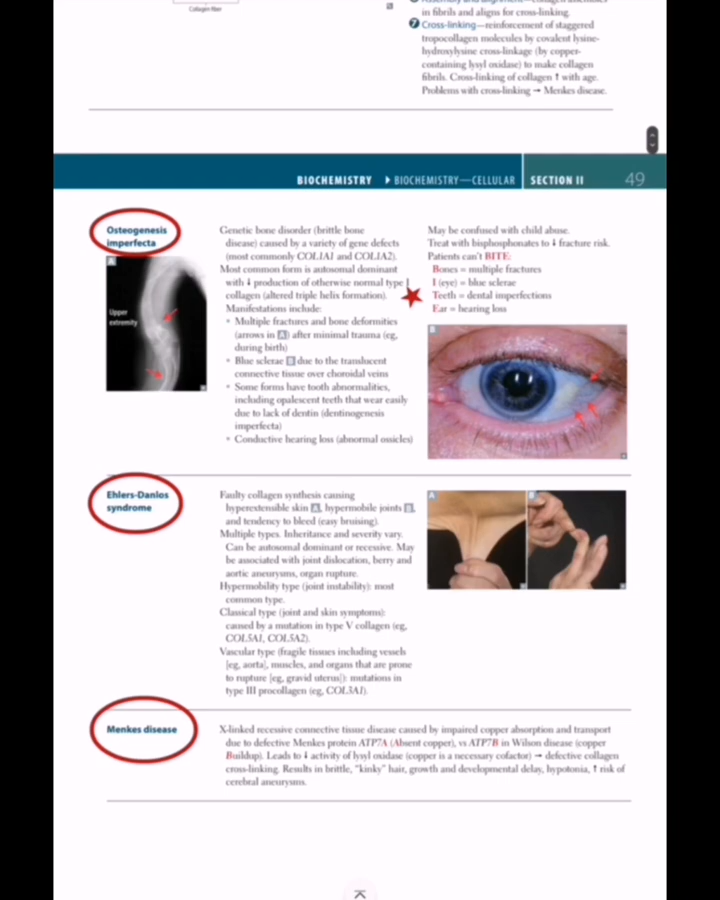 Collagen fiber
in fibrils and aligns for cross-linking.
7 Cross-linking—reinforcement of staggered
tropocollagen molecules by covalent lysine-
hydroxylysine cross-linkage (by copper-
containing lysyl oxidase) to make collagen
fibrils. Cross-linking of collagen ↑ with age.
Problems with cross-linking → Menkes disease.
BIOCHEMISTRY ▶ BIOCHEMISTRY—CELLULAR SECTION II 49
Osteogenesis
imperfecta
A
Upper
extremity
Genetic bone disorder (brittle bone
disease) caused by a variety of gene defects
(most commonly COL1A1 and COL1A2).
Most common form is autosomal dominant
with ↓ production of otherwise normal type I
collagen (altered triple helix formation).
Manifestations include:
• Multiple fractures and bone deformities
(arrows in A) after minimal trauma (eg,
during birth)
• Blue sclerae B due to the translucent
connective tissue over choroidal veins
• Some forms have tooth abnormalities,
including opalescent teeth that wear easily
due to lack of dentin (dentinogenesis
imperfecta)
• Conductive hearing loss (abnormal ossicles)
May be confused with child abuse.
Treat with bisphosphonates to ↓ fracture risk.
Patients can't BITE:
Bones = multiple fractures
I (eye) = blue sclerae
Teeth = dental imperfections
Ear = hearing loss
B
Ehlers-Danlos
syndrome
Faulty collagen synthesis causing
hyperextensible skin A, hypermobile joints B,
and tendency to bleed (easy bruising).
Multiple types. Inheritance and severity vary.
Can be autosomal dominant or recessive. May
be associated with joint dislocation, berry and
aortic aneurysms, organ rupture.
Hypermobility type (joint instability): most
common type.
Classical type (joint and skin symptoms):
caused by a mutation in type V collagen (eg,
COL5A1, COL5A2).
Vascular type (fragile tissues including vessels
[eg, aorta], muscles, and organs that are prone
to rupture [eg, gravid uterus]): mutations in
type III procollagen (eg, COL3A1).
A
B
Menkes disease
X-linked recessive connective tissue disease caused by impaired copper absorption and transport
due to defective Menkes protein ATP7A (Absent copper), vs ATP7B in Wilson disease (copper
Buildup). Leads to ↓ activity of lysyl oxidase (copper is a necessary cofactor) → defective collagen
cross-linking. Results in brittle, "kinky" hair, growth and developmental delay, hypotonia, ↑ risk of
cerebral aneurysms.